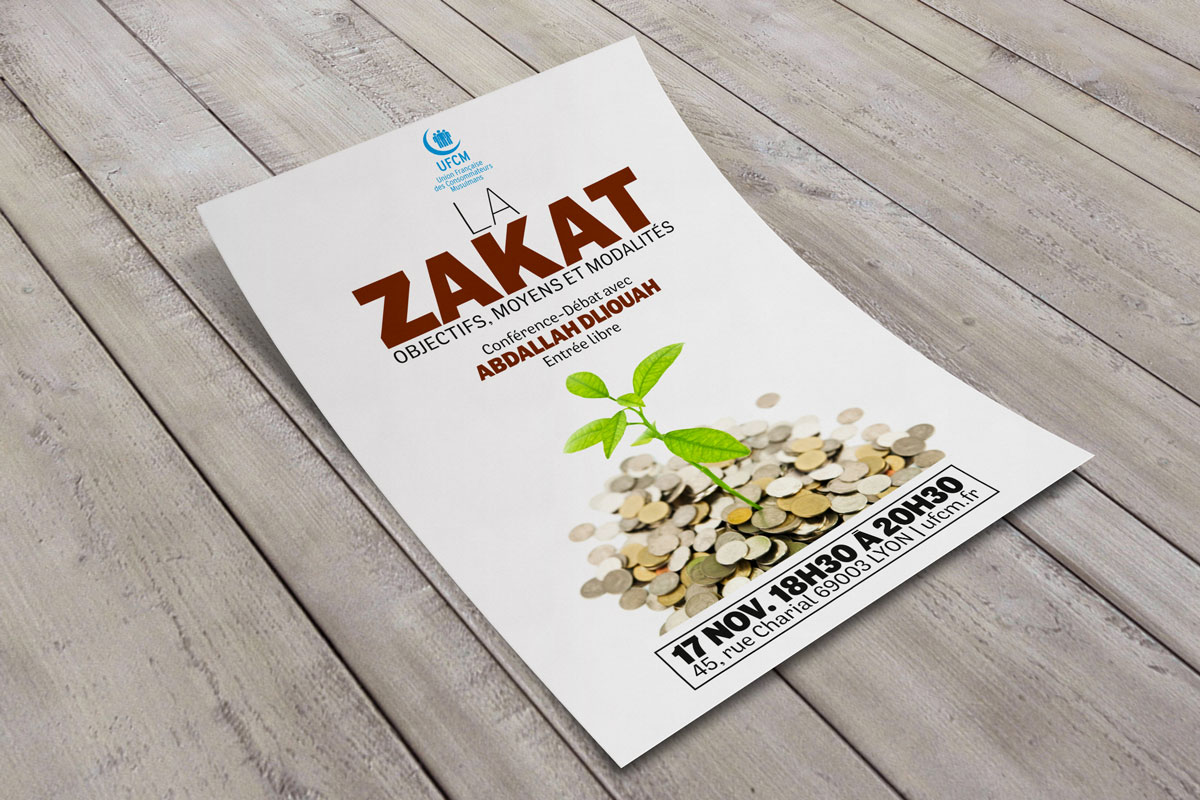 UFCM
Union Française
des Consommateurs
Musulmans
LA
ZAKAT
OBJECTIFS, MOYENS ET MODALITÉS
Conférence-Débat avec
ABDALLAH DLIOUAH
Entrée libre
17 NOV. 18H30 À 20H30
45, rue Charial 69003 LYON | ufcm.fr